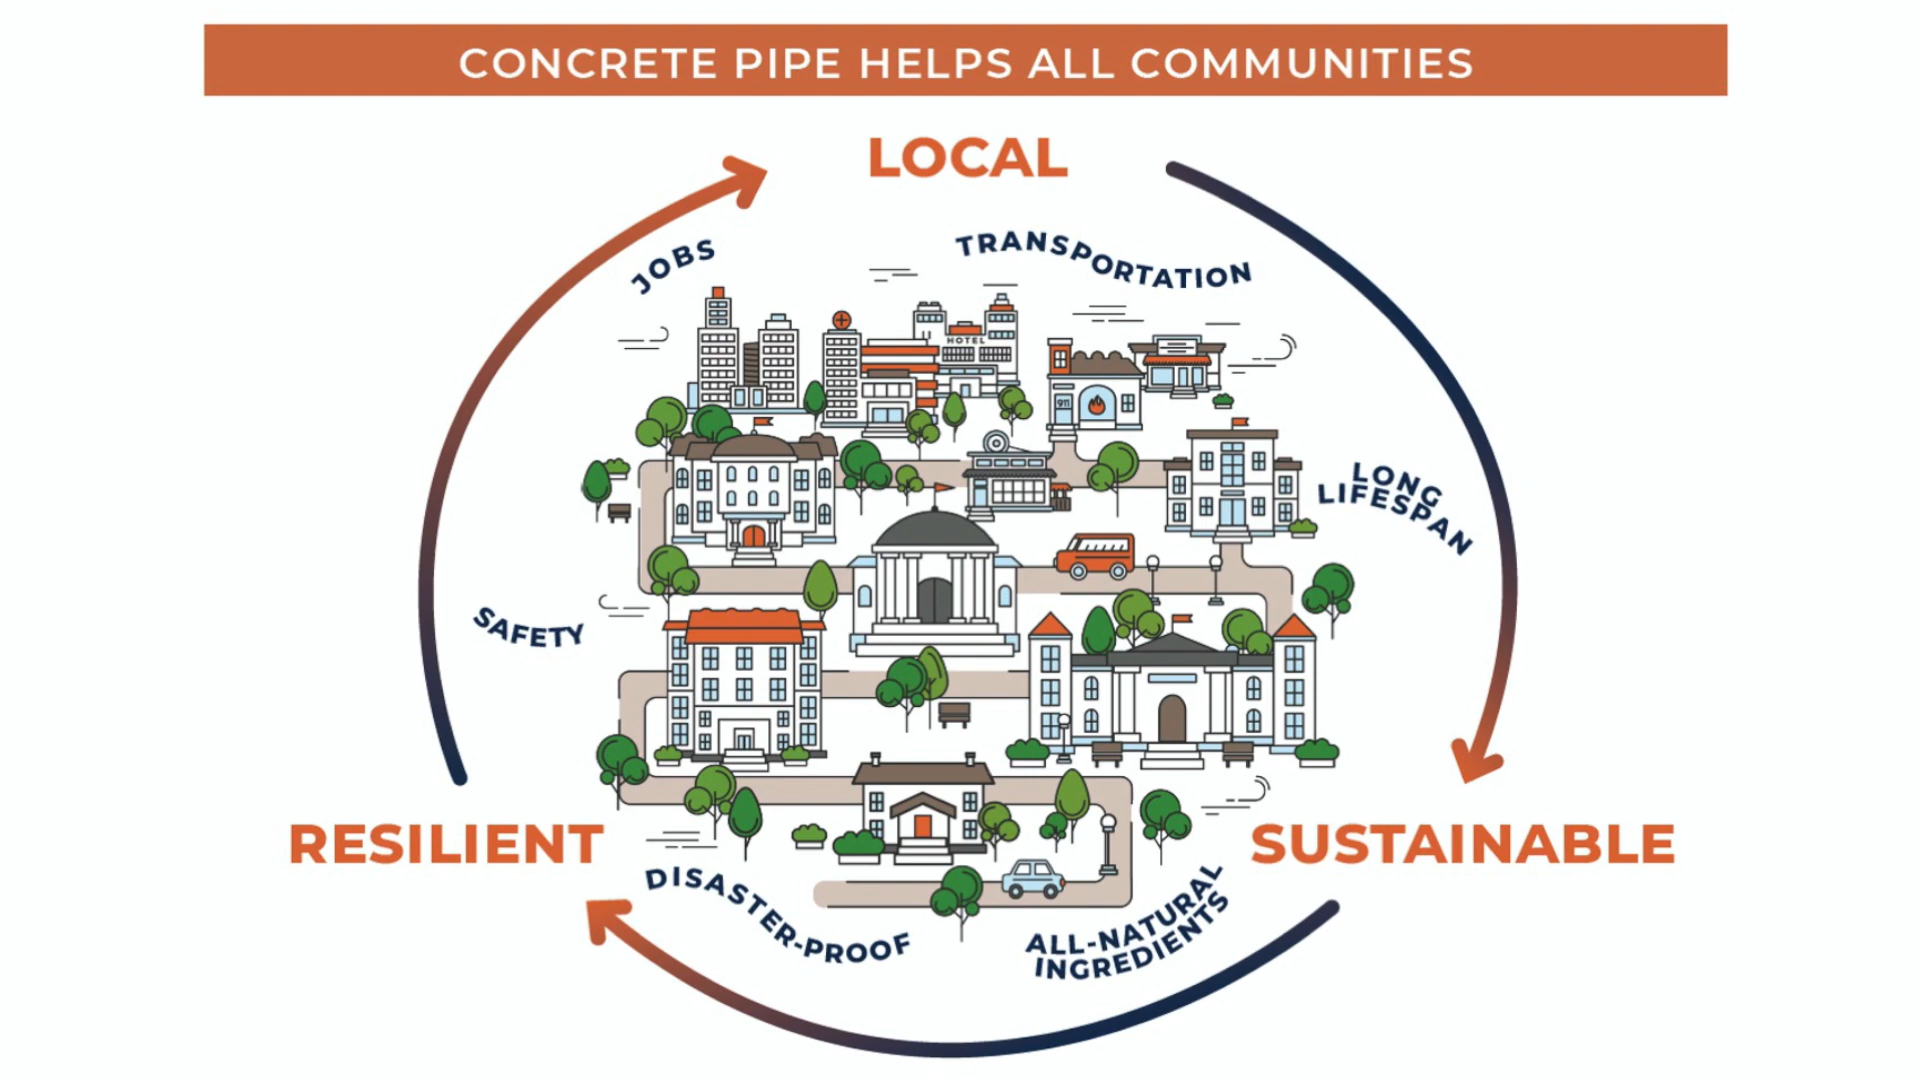 CONCRETE PIPE HELPS ALL COMMUNITIES
LOCAL
JOBS
TRANSPORTATION
HOTEL
911
LONG
LIFESPAN
SAFETY
RESILIENT
SUSTAINABLE
DISASTER-PROOF
ALL-NATURAL
INGREDIENTS